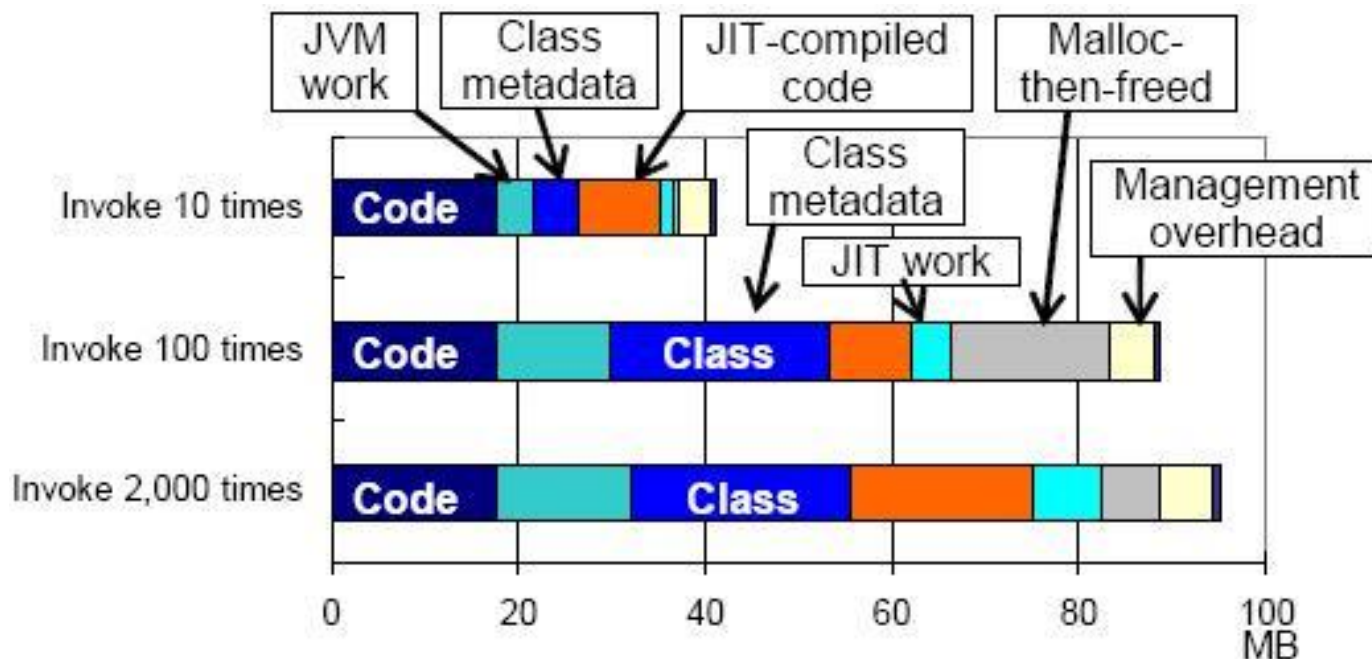 JVM
work
Class
metadata
JIT-compiled
code
Malloc-
then-freed
Class
metadata
Management
overhead
JIT work
Invoke 10 times
Code
Invoke 100 times
Code
Class
Invoke 2,000 times
Code
Class
0 20 40 60 80 100
MB